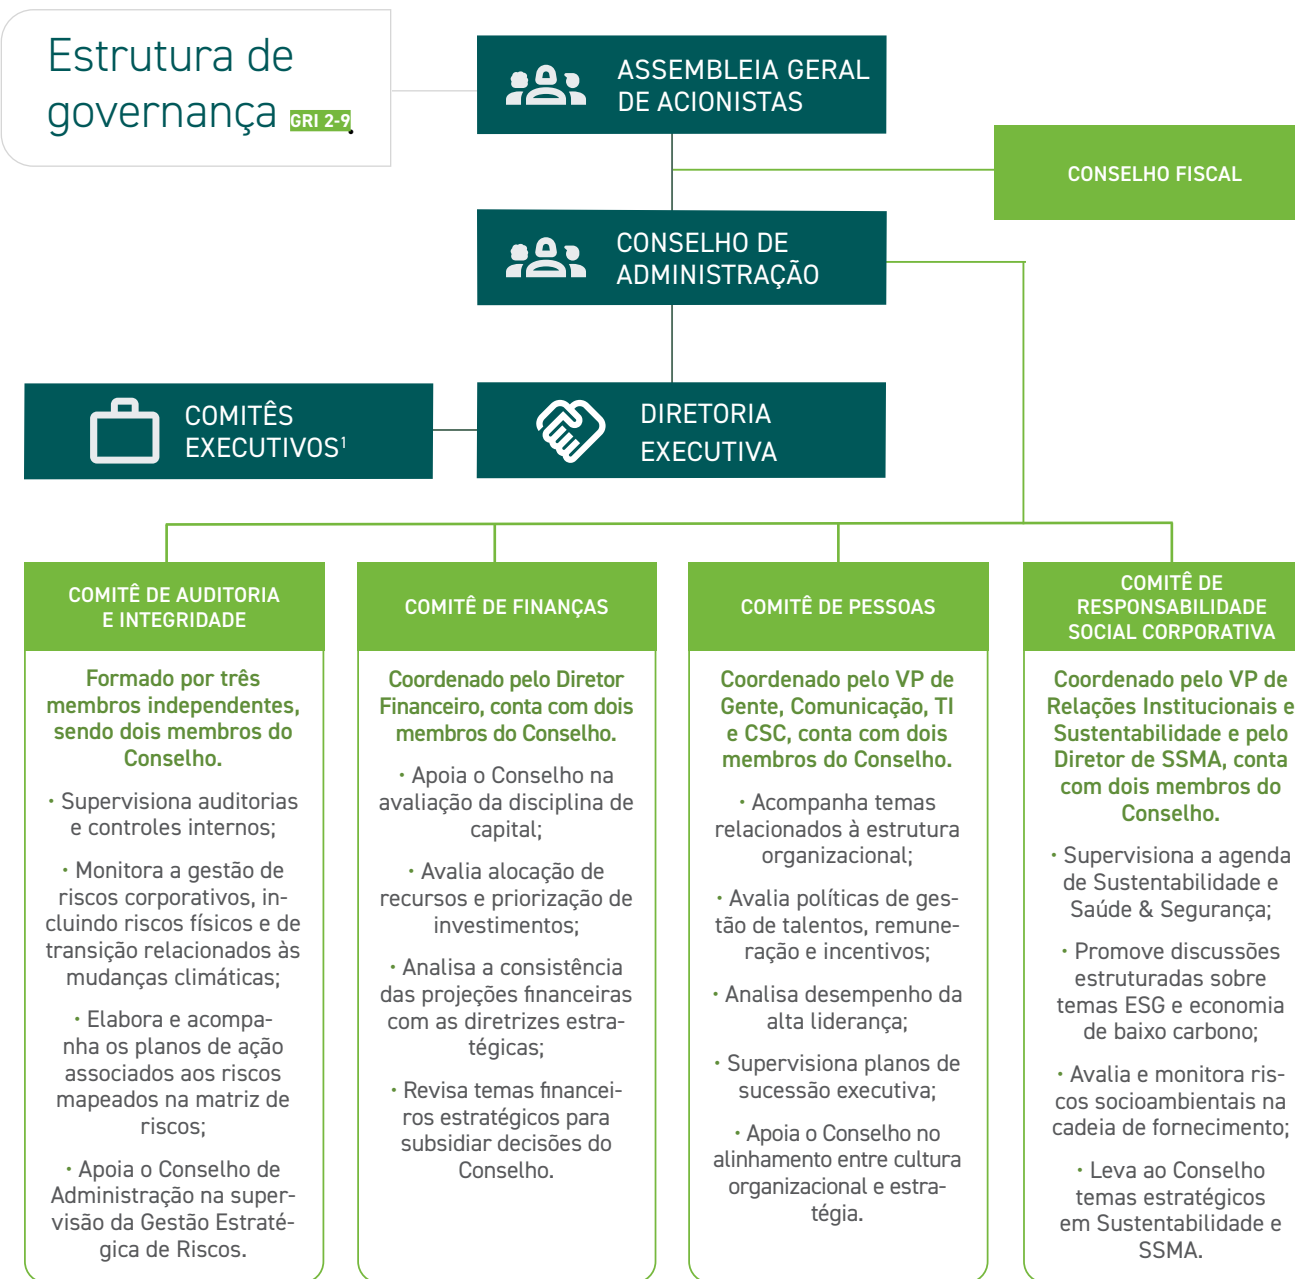 Estrutura de
governança GRI 2-9
ASSEMBLEIA GERAL
DE ACIONISTAS
CONSELHO FISCAL
CONSELHO DE
ADMINISTRAÇÃO
COMITÊS
EXECUTIVOS¹
DIRETORIA
EXECUTIVA
COMITÊ DE AUDITORIA
E INTEGRIDADE
Formado por três
membros independentes,
sendo dois membros do
Conselho.
· Supervisiona auditorias
e controles internos;
· Monitora a gestão de
riscos corporativos, in-
cluindo riscos físicos e de
transição relacionados às
mudanças climáticas;
· Elabora e acompa-
nha os planos de ação
associados aos riscos
mapeados na matriz de
riscos;
· Apoia o Conselho de
Administração na super-
visão da Gestão Estraté-
gica de Riscos.
COMITÊ DE FINANÇAS
Coordenado pelo Diretor
Financeiro, conta com dois
membros do Conselho.
· Apoia o Conselho na
avaliação da disciplina de
capital;
· Avalia alocação de
recursos e priorização de
investimentos;
· Analisa a consistência
das projeções financeiras
com as diretrizes estra-
tégicas;
· Revisa temas financei-
ros estratégicos para
subsidiar decisões do
Conselho.
COMITÊ DE PESSOAS
Coordenado pelo VP de
Gente, Comunicação, TI
e CSC, conta com dois
membros do Conselho.
· Acompanha temas
relacionados à estrutura
organizacional;
· Avalia políticas de ges-
tão de talentos, remune-
ração e incentivos;
· Analisa desempenho da
alta liderança;
· Supervisiona planos de
sucessão executiva;
· Apoia o Conselho no
alinhamento entre cultura
organizacional e estra-
tégia.
COMITÊ DE
RESPONSABILIDADE
SOCIAL CORPORATIVA
Coordenado pelo VP de
Relações Institucionais e
Sustentabilidade e pelo
Diretor de SSMA, conta
com dois membros do
Conselho.
· Supervisiona a agenda
de Sustentabilidade e
Saúde & Segurança;
· Promove discussões
estruturadas sobre
temas ESG e economia
de baixo carbono;
· Avalia e monitora ris-
cos socioambientais na
cadeia de fornecimento;
· Leva ao Conselho
temas estratégicos
em Sustentabilidade e
SSMA.